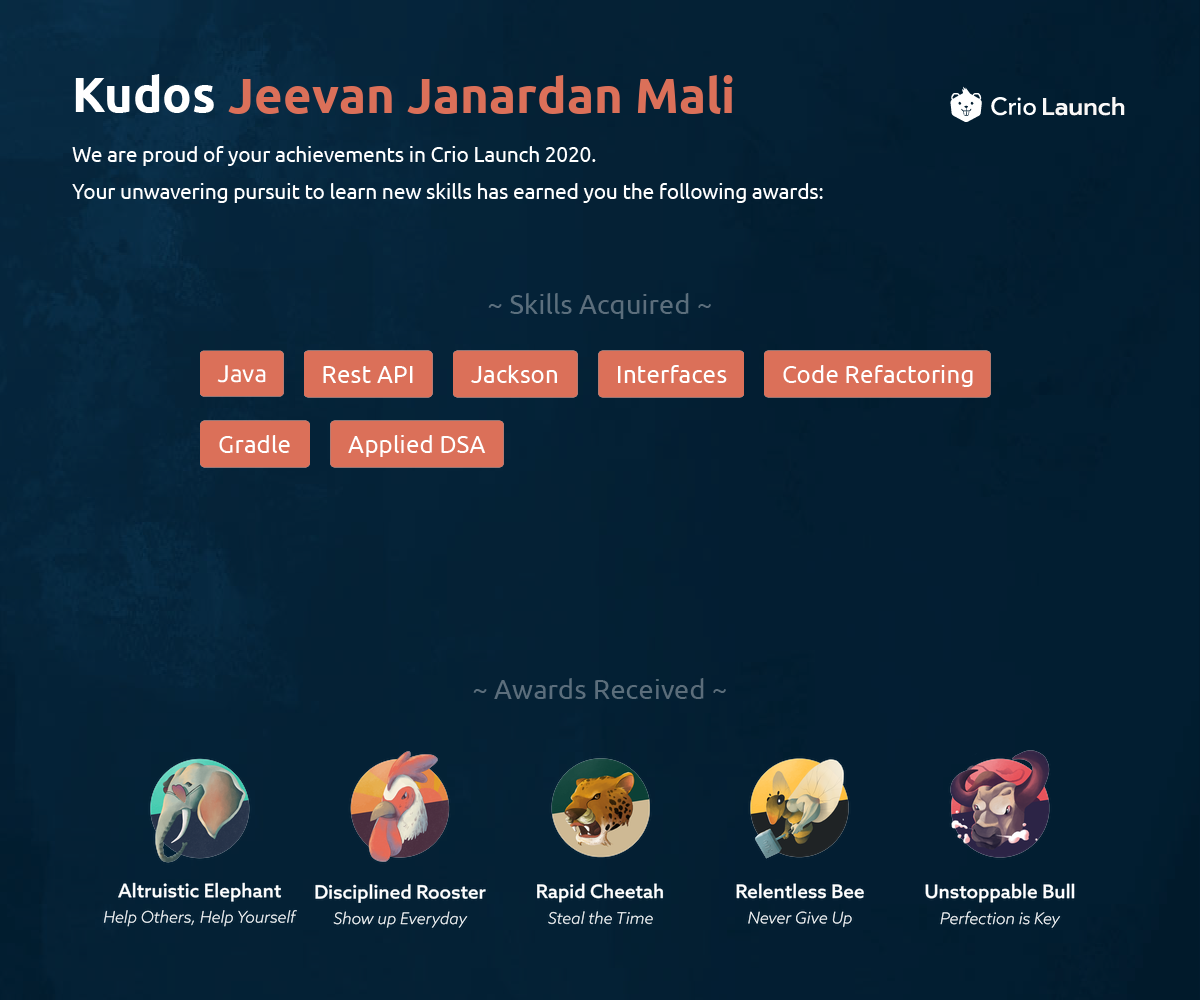 Kudos Jeevan Janardan Mali
Crio Launch
We are proud of your achievements in Crio Launch 2020.
Your unwavering pursuit to learn new skills has earned you the following awards:
~ Skills Acquired ~
Java Rest API Jackson Interfaces Code Refactoring
Gradle Applied DSA
~ Awards Received ~
Altruistic Elephant Disciplined Rooster Rapid Cheetah Relentless Bee Unstoppable Bull
Help Others, Help Yourself Show up Everyday Steal the Time Never Give Up Perfection is Key